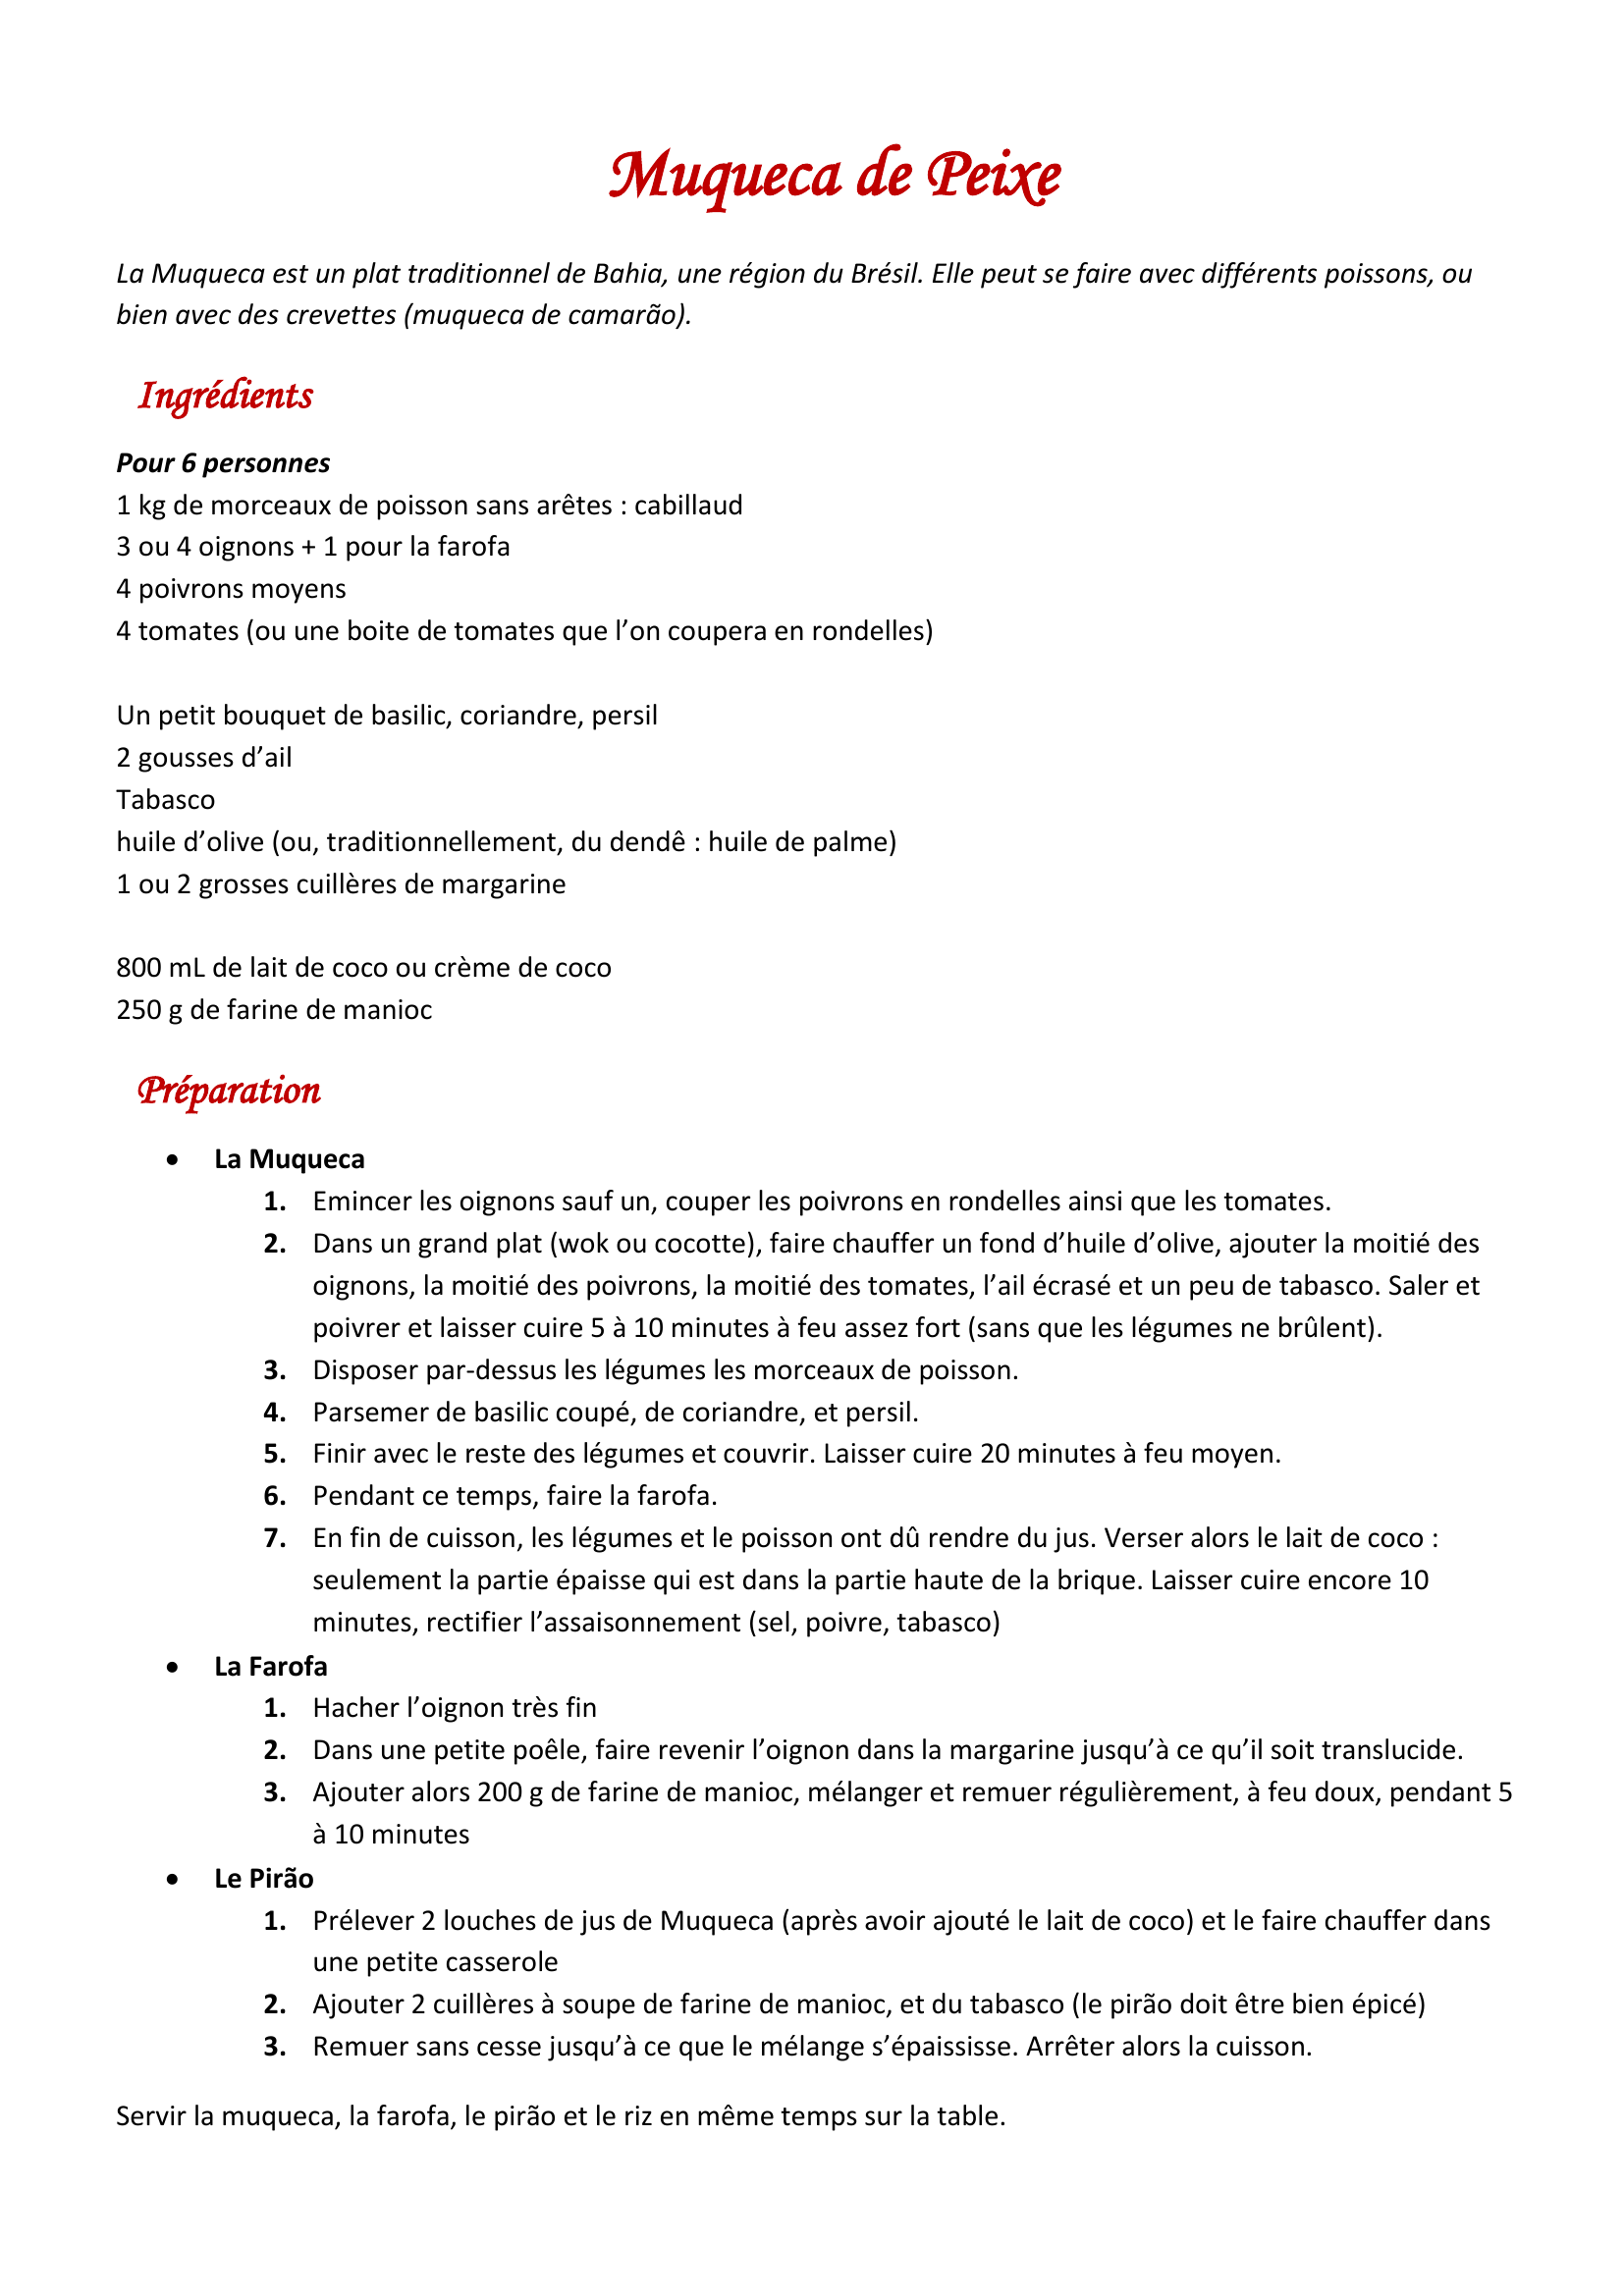 Muqueca de Peixe
La Muqueca est un plat traditionnel de Bahia, une région du Brésil. Elle peut se faire avec différents poissons, ou
bien avec des crevettes (muqueca de camarão).
Ingrédients
Pour 6 personnes
1 kg de morceaux de poisson sans arêtes : cabillaud
3 ou 4 oignons + 1 pour la farofa
4 poivrons moyens
4 tomates (ou une boite de tomates que l’on coupera en rondelles)
Un petit bouquet de basilic, coriandre, persil
2 gousses d’ail
Tabasco
huile d’olive (ou, traditionnellement, du dendê : huile de palme)
1 ou 2 grosses cuillères de margarine
800 mL de lait de coco ou crème de coco
250 g de farine de manioc
Préparation
• La Muqueca
1. Emincer les oignons sauf un, couper les poivrons en rondelles ainsi que les tomates.
2. Dans un grand plat (wok ou cocotte), faire chauffer un fond d’huile d’olive, ajouter la moitié des
oignons, la moitié des poivrons, la moitié des tomates, l’ail écrasé et un peu de tabasco. Saler et
poivrer et laisser cuire 5 à 10 minutes à feu assez fort (sans que les légumes ne brûlent).
3. Disposer par-dessus les légumes les morceaux de poisson.
4. Parsemer de basilic coupé, de coriandre, et persil.
5. Finir avec le reste des légumes et couvrir. Laisser cuire 20 minutes à feu moyen.
6. Pendant ce temps, faire la farofa.
7. En fin de cuisson, les légumes et le poisson ont dû rendre du jus. Verser alors le lait de coco :
seulement la partie épaisse qui est dans la partie haute de la brique. Laisser cuire encore 10
minutes, rectifier l’assaisonnement (sel, poivre, tabasco)
• La Farofa
1. Hacher l’oignon très fin
2. Dans une petite poêle, faire revenir l’oignon dans la margarine jusqu’à ce qu’il soit translucide.
3. Ajouter alors 200 g de farine de manioc, mélanger et remuer régulièrement, à feu doux, pendant 5
à 10 minutes
• Le Pirão
1. Prélever 2 louches de jus de Muqueca (après avoir ajouté le lait de coco) et le faire chauffer dans
une petite casserole
2. Ajouter 2 cuillères à soupe de farine de manioc, et du tabasco (le pirão doit être bien épicé)
3. Remuer sans cesse jusqu’à ce que le mélange s’épaississe. Arrêter alors la cuisson.
Servir la muqueca, la farofa, le pirão et le riz en même temps sur la table.